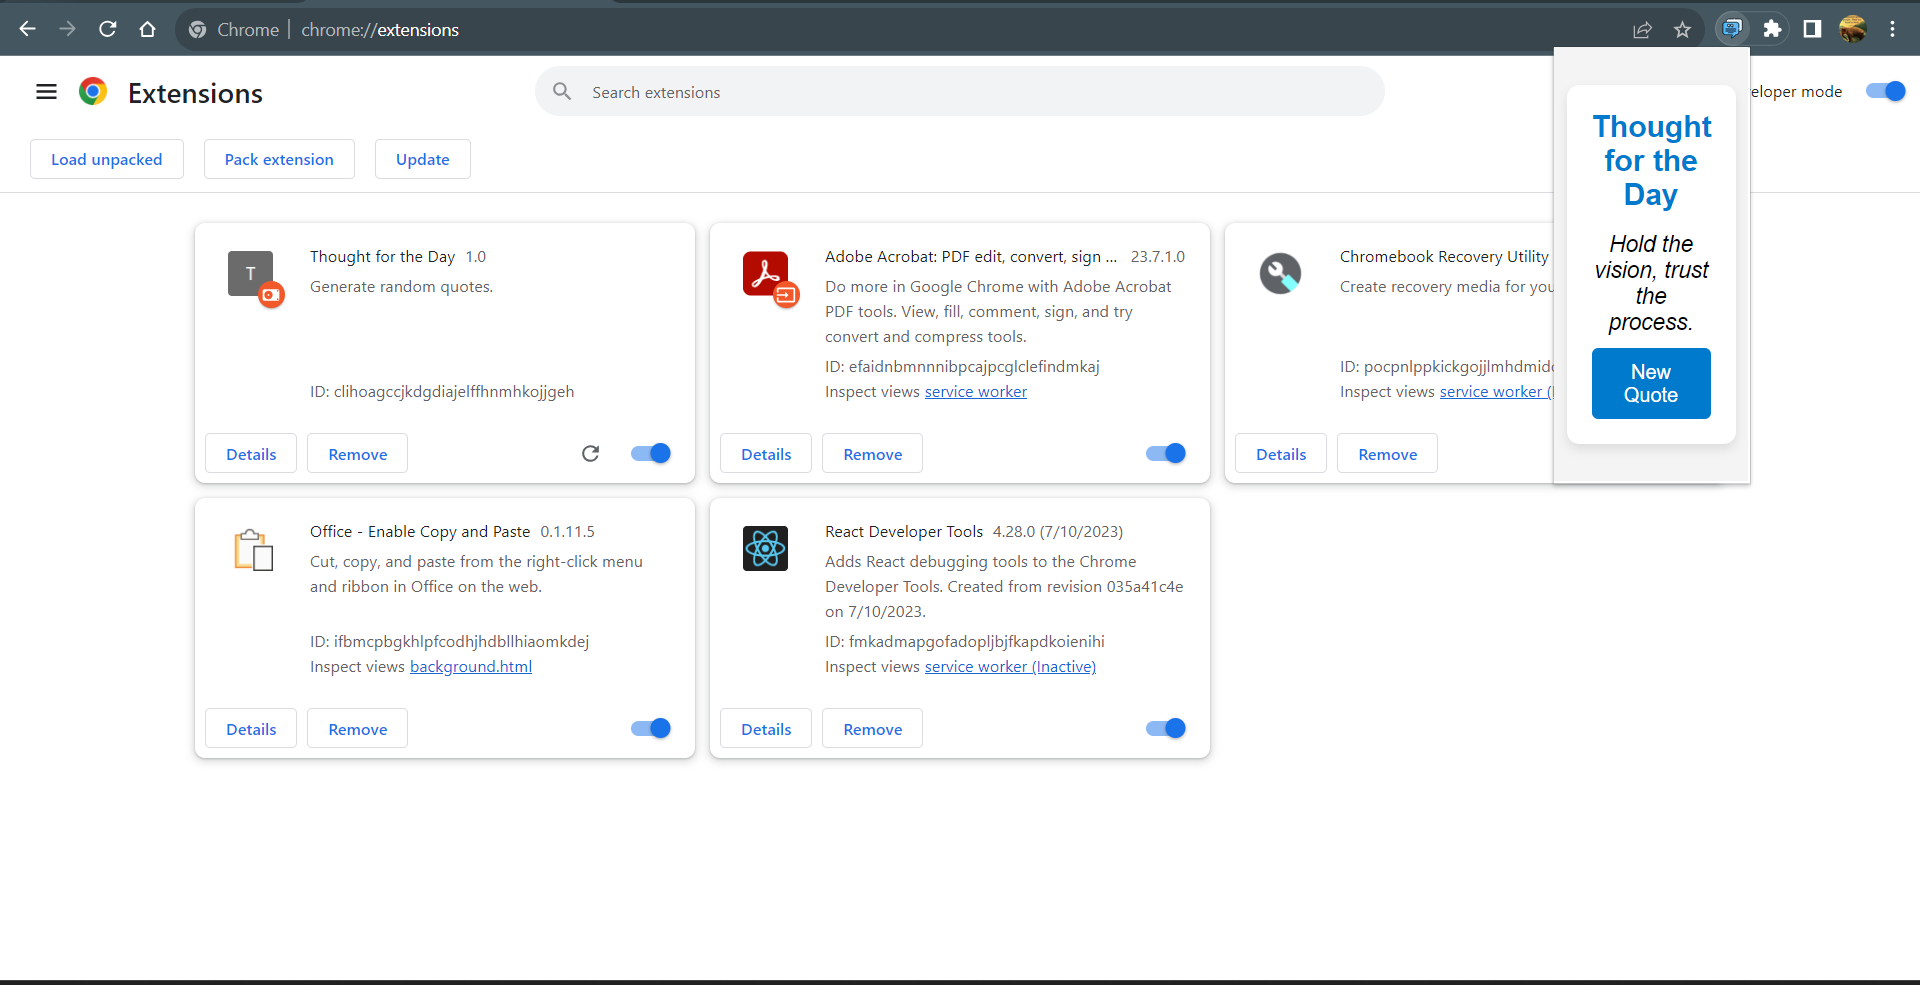 Chrome | chrome://extensions
Extensions
Search extensions
eloper mode
Load unpacked
Pack extension
Update
Thought for the Day
Hold the vision, trust the process.
New Quote
T
Thought for the Day 1.0
Generate random quotes.
ID: clihoagccjkdgdiajelffhnmhkojjgeh
Details
Remove
Adobe Acrobat: PDF edit, convert, sign ... 23.7.1.0
Do more in Google Chrome with Adobe Acrobat
PDF tools. View, fill, comment, sign, and try
convert and compress tools.
ID: efaidnbmnnnibpcajpcglclefindmkaj
Inspect views service worker
Details
Remove
Chromebook Recovery Utility
Create recovery media for you
ID: pocpnlppkickgojjlmhdmid
Inspect views service worker (
Details
Remove
Office - Enable Copy and Paste 0.1.11.5
Cut, copy, and paste from the right-click menu
and ribbon in Office on the web.
ID: ifbmcpbgkhlpfcodhjhdbllhiaomkdej
Inspect views background.html
Details
Remove
React Developer Tools 4.28.0 (7/10/2023)
Adds React debugging tools to the Chrome
Developer Tools. Created from revision 035a41c4e
on 7/10/2023.
ID: fmkadmapgofadopljbjfkapdkoienihi
Inspect views service worker (Inactive)
Details
Remove